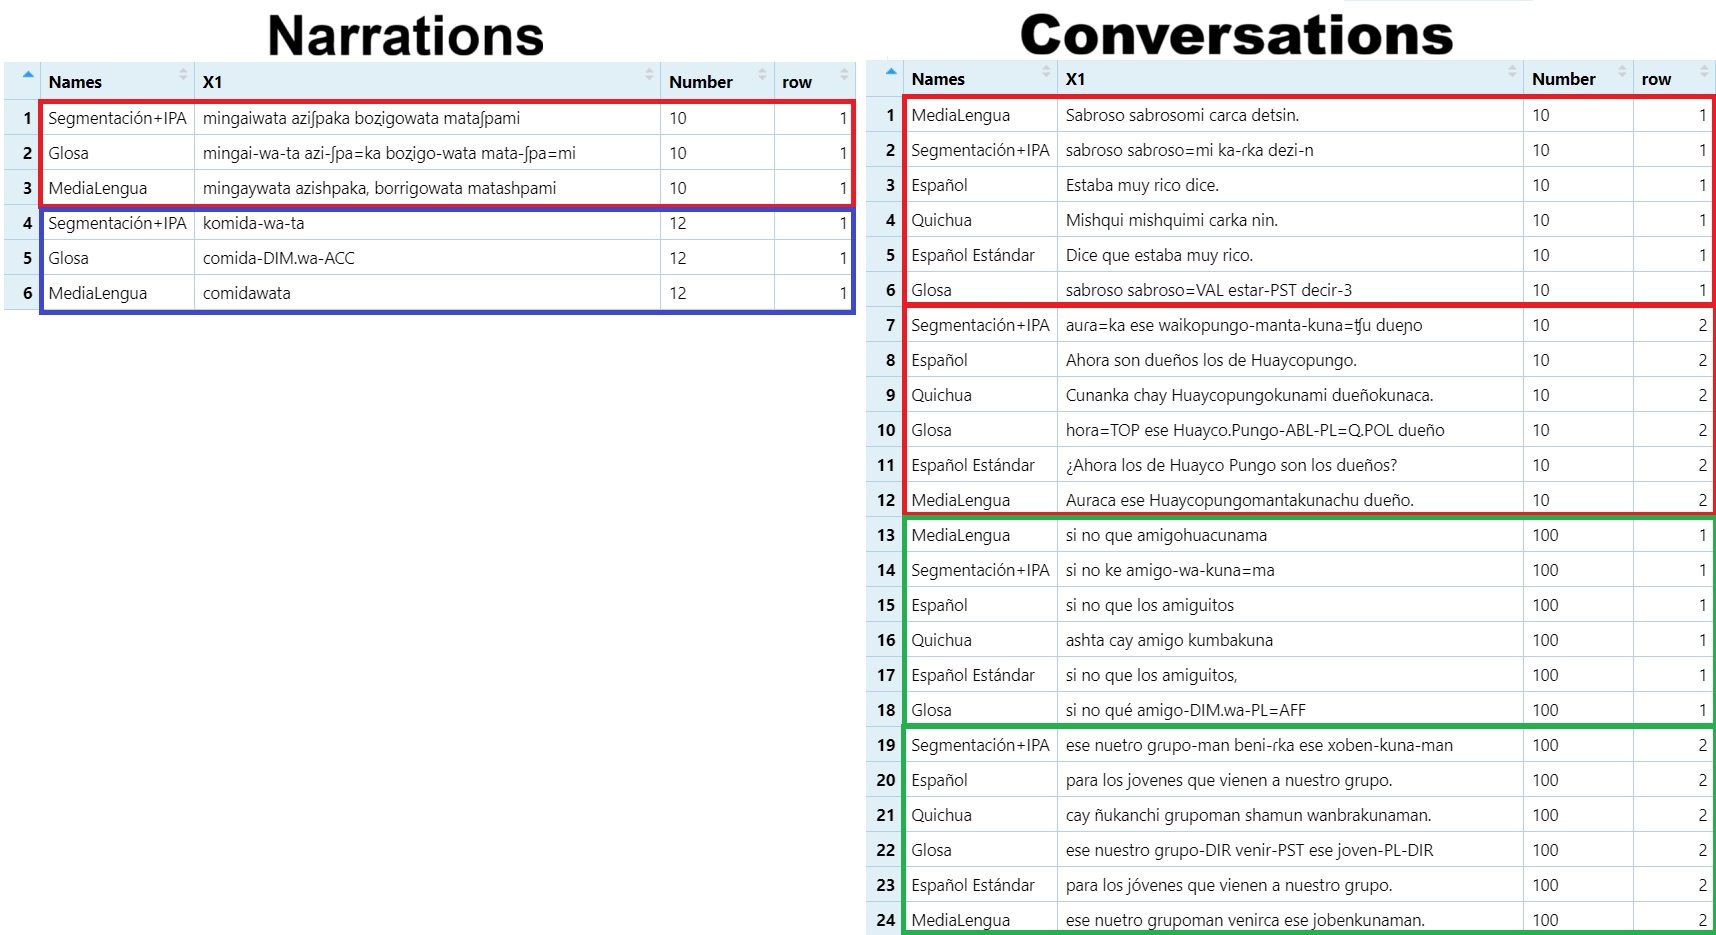 Narrations
Names X1 Number row
1 Segmentación+IPA mingaiwata aziʃpaka boʐigowata mataʃpami 10 1
2 Glosa mingai-wa-ta azi-ʃpa=ka boʐigo-wata mata-ʃpa=mi 10 1
3 MediaLengua mingaywata azishpaka, borrigowata matashpami 10 1
4 Segmentación+IPA komida-wa-ta 12 1
5 Glosa comida-DIM.wa-ACC 12 1
6 MediaLengua comidawata 12 1
Conversations
Names X1 Number row
1 MediaLengua Sabroso sabrosomi carca detsin. 10 1
2 Segmentación+IPA sabɾoso sabɾoso=mi ka-ɾka dezi-n 10 1
3 Español Estaba muy rico dice. 10 1
4 Quichua Mishqui mishquimi carka nin. 10 1
5 Español Estándar Dice que estaba muy rico. 10 1
6 Glosa sabroso sabroso=VAL estar-PST decir-3 10 1
7 Segmentación+IPA auɾa=ka ese waikopungo-manta-kuna=ʧu dueɲo 10 2
8 Español Ahora son dueños los de Huaycopungo. 10 2
9 Quichua Cunanka chay Huaycopungokunami dueñokunaca. 10 2
10 Glosa hora=TOP ese Huayco.Pungo-ABL-PL=Q.POL dueño 10 2
11 Español Estándar ¿Ahora los de Huayco Pungo son los dueños? 10 2
12 MediaLengua Auraca ese Huaycopungomantakunachu dueño. 10 2
13 MediaLengua si no que amigohuacunama 100 1
14 Segmentación+IPA si no ke amigo-wa-kuna=ma 100 1
15 Español si no que los amiguitos 100 1
16 Quichua ashta cay amigo kumbakuna 100 1
17 Español Estándar si no que los amiguitos, 100 1
18 Glosa si no qué amigo-DIM.wa-PL=AFF 100 1
19 Segmentación+IPA ese nuetɾo gɾupo-man beni-ɾka ese xoben-kuna-man 100 2
20 Español para los jovenes que vienen a nuestro grupo. 100 2
21 Quichua cay ñukanchi grupoman shamun wanbrakunaman. 100 2
22 Glosa ese nuestro grupo-DIR venir-PST ese joven-PL-DIR 100 2
23 Español Estándar para los jóvenes que vienen a nuestro grupo. 100 2
24 MediaLengua ese nuetro grupoman venirca ese jobenkunaman. 100 2